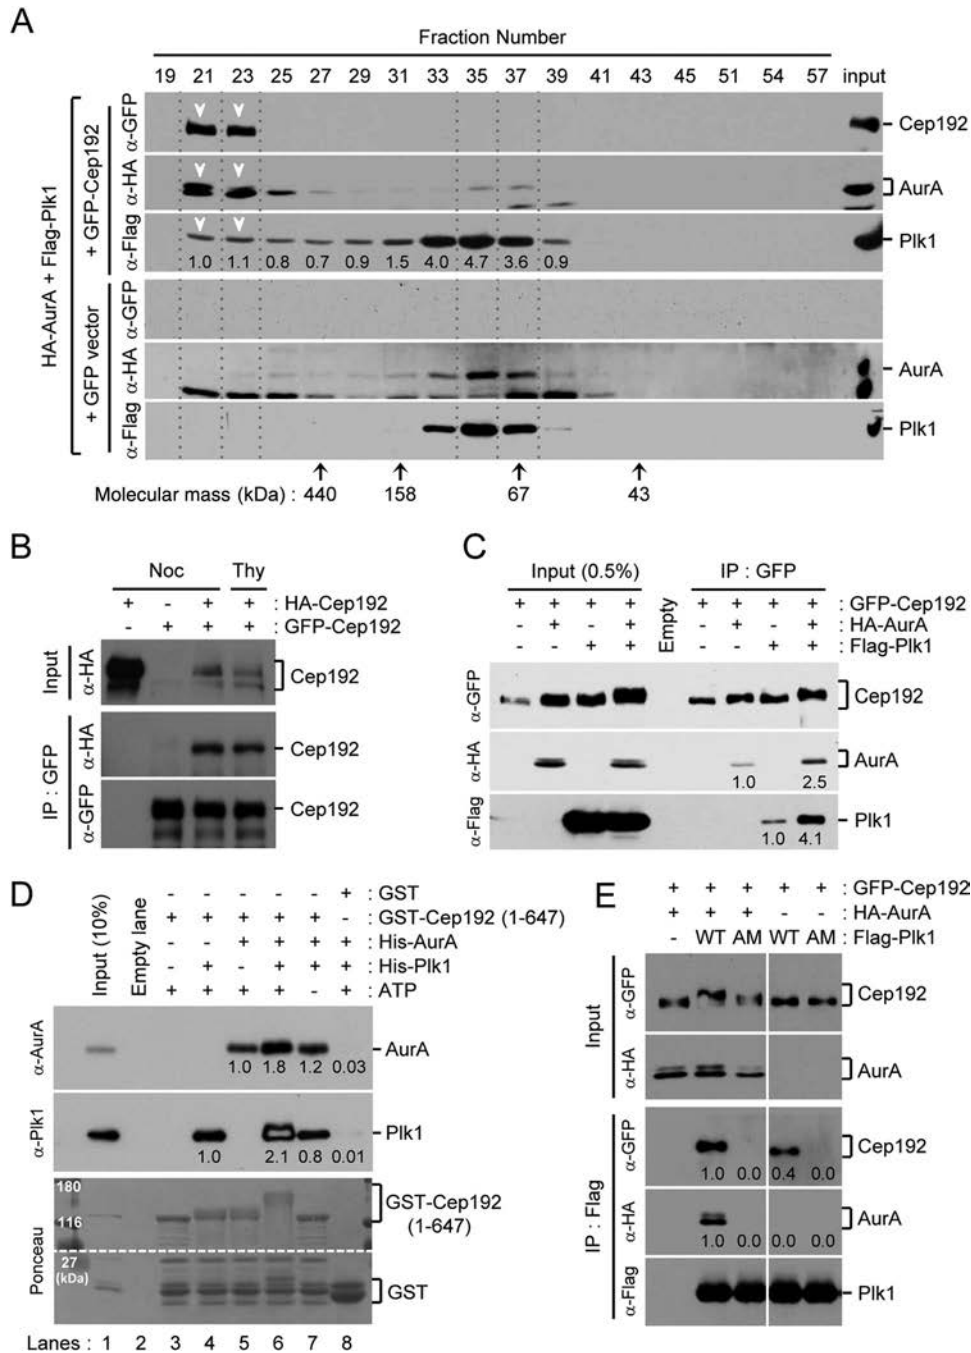 A
Fraction Number
19 21 23 25 27 29 31 33 35 37 39 41 43 45 51 54 57 input
HA-AurA + Flag-Plk1
+ GFP-Cep192
α-GFP
Cep192
α-HA
AurA
α-Flag
Plk1
1.0 1.1 0.8 0.7 0.9 1.5 4.0 4.7 3.6 0.9
+ GFP vector
α-GFP
α-HA
AurA
α-Flag
Plk1
Molecular mass (kDa) : 440 158 67 43
B
Noc Thy
+ - + + : HA-Cep192
- + + + : GFP-Cep192
Input
α-HA
Cep192
IP : GFP
α-HA
Cep192
α-GFP
Cep192
C
Input (0.5%) IP : GFP
Empty
+ + + + + + + + : GFP-Cep192
- + - + - + - + : HA-AurA
- - + + - - + + : Flag-Plk1
α-GFP
Cep192
α-HA
AurA
1.0 2.5
α-Flag
Plk1
1.0 4.1
D
Input (10%)
Empty lane
- - - - - + : GST
+ + + + + - : GST-Cep192 (1-647)
- - + + + + : His-AurA
- + - + + + : His-Plk1
+ + + + - + : ATP
α-AurA
AurA
1.0 1.8 1.2 0.03
α-Plk1
Plk1
1.0 2.1 0.8 0.01
Ponceau
180
116
GST-Cep192
(1-647)
27
(kDa)
GST
Lanes : 1 2 3 4 5 6 7 8
E
+ + + + + : GFP-Cep192
+ + + - - : HA-AurA
- WT AM WT AM : Flag-Plk1
Input
α-GFP
Cep192
α-HA
AurA
IP : Flag
α-GFP
Cep192
1.0 0.0 0.4 0.0
α-HA
AurA
1.0 0.0 0.0 0.0
α-Flag
Plk1